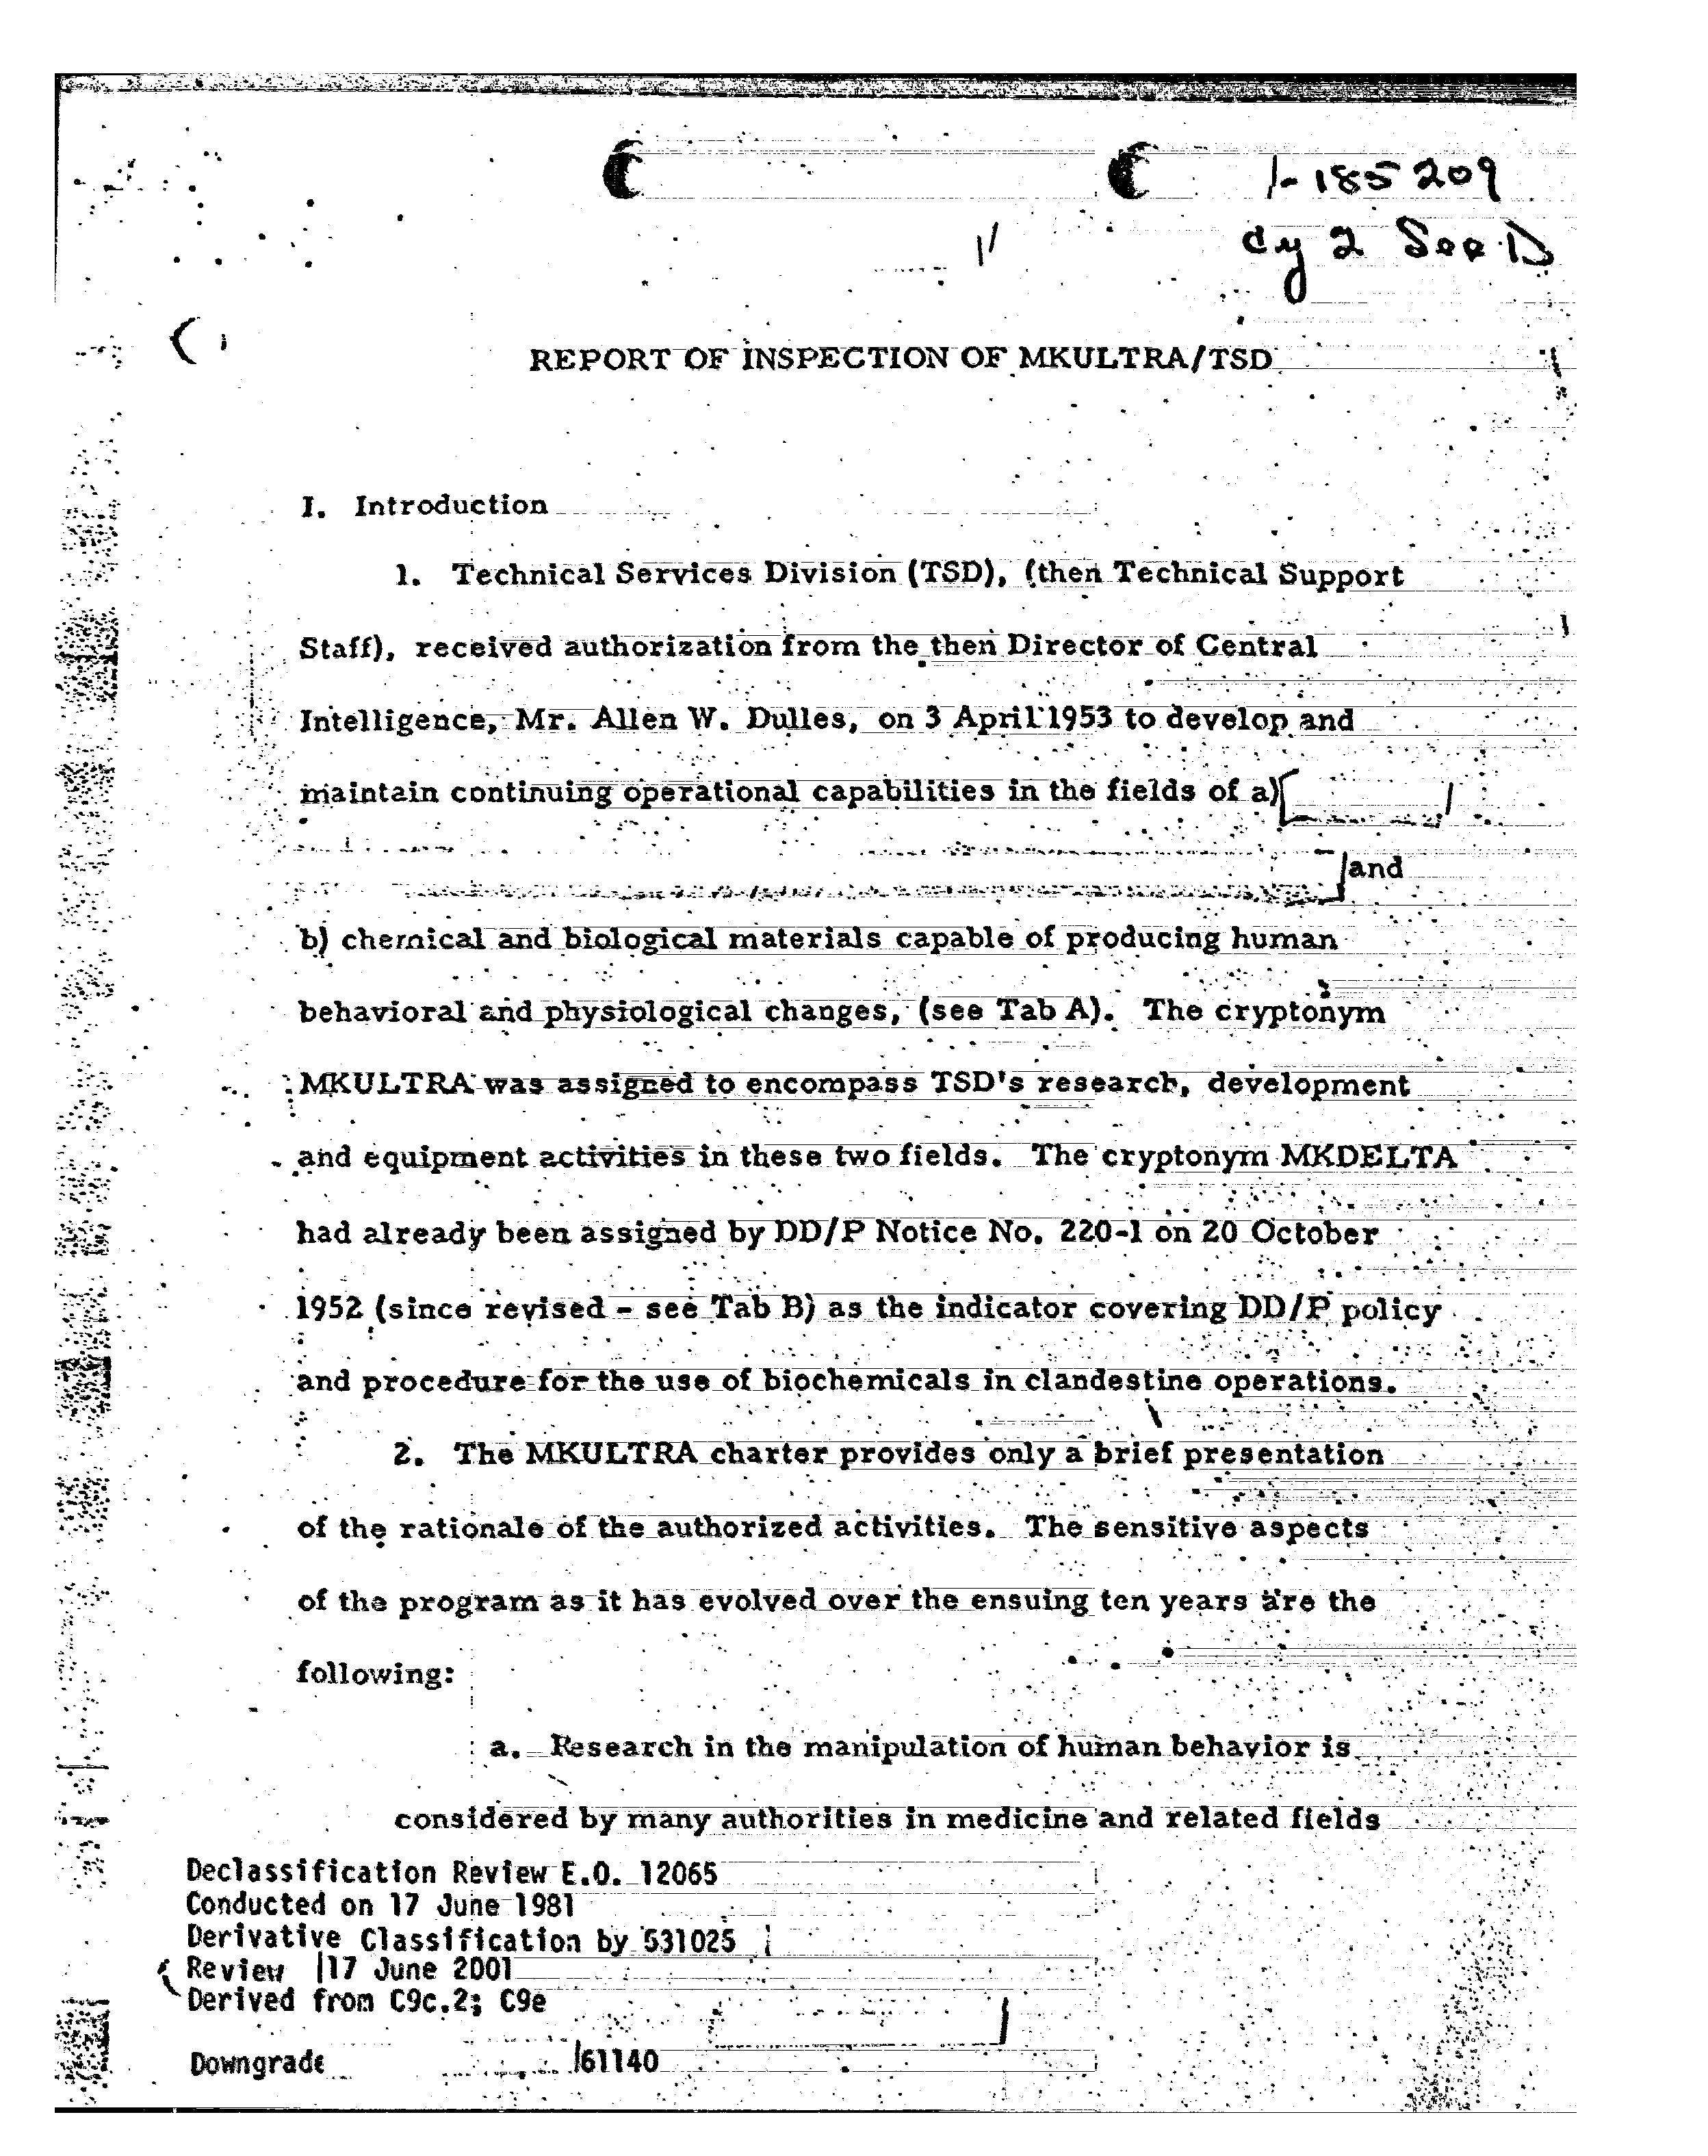 1-185209
cy 2 See D
REPORT OF INSPECTION OF MKULTRA/TSD
I. Introduction
1. Technical Services Division (TSD), (then Technical Support
Staff), received authorization from the then Director of Central
Intelligence, Mr. Allen W. Dulles, on 3 April 1953 to develop and
maintain continuing operational capabilities in the fields of a)[
]and
b) chemical and biological materials capable of producing human
behavioral and physiological changes, (see Tab A). The cryptonym
MKULTRA was assigned to encompass TSD's research, development
and equipment activities in these two fields. The cryptonym MKDELTA
had already been assigned by DD/P Notice No. 220-1 on 20 October
1952 (since revised - see Tab B) as the indicator covering DD/P policy
and procedure for the use of biochemicals in clandestine operations.
2. The MKULTRA charter provides only a brief presentation
of the rationale of the authorized activities. The sensitive aspects
of the program as it has evolved over the ensuing ten years are the
following:
a. Research in the manipulation of human behavior is
considered by many authorities in medicine and related fields
Declassification Review E.O. 12065
Conducted on 17 June 1981
Derivative Classification by 531025
Review 17 June 2001
Derived from C9c.2; C9e
Downgrade 61140